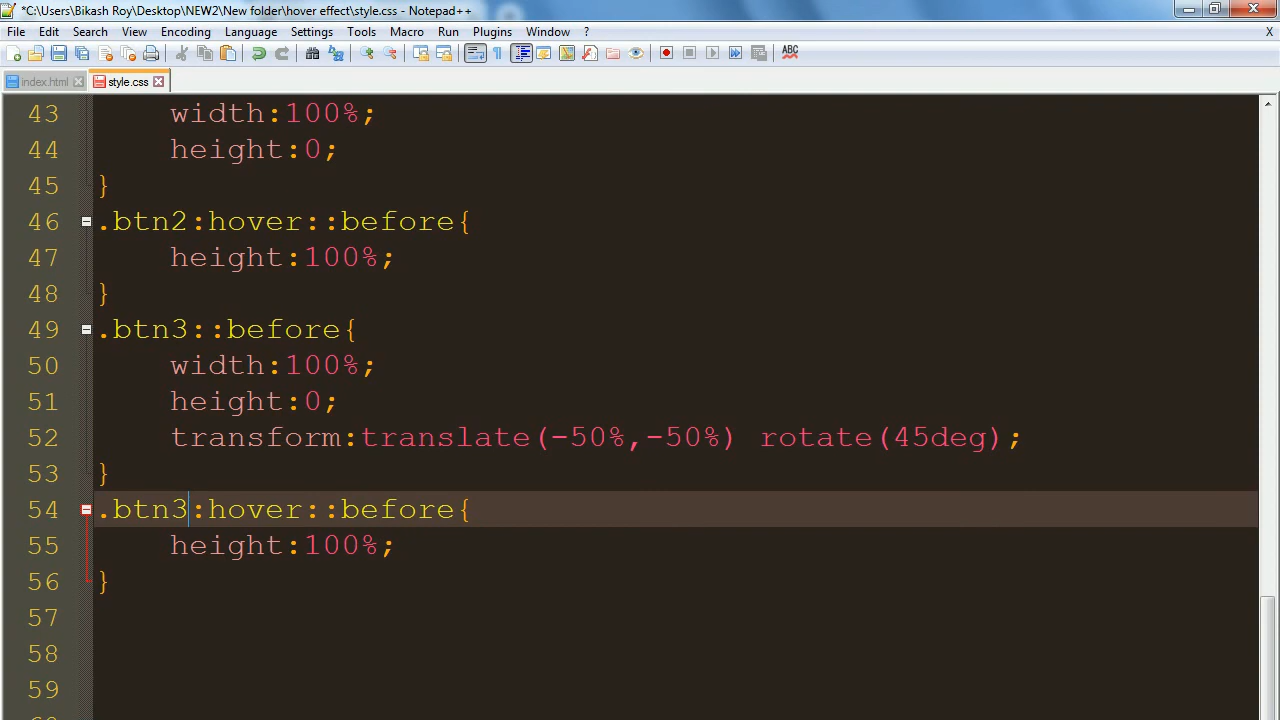 *C:\Users\Bikash Roy\Desktop\NEW2\New folder\hover effect\style.css - Notepad++
File Edit Search View Encoding Language Settings Tools Macro Run Plugins Window ? X
ABC
index.html style.css
43 width:100%;
44 height:0;
45 }
46 .btn2:hover::before{
47 height:100%;
48 }
49 .btn3::before{
50 width:100%;
51 height:0;
52 transform:translate(-50%,-50%) rotate(45deg);
53 }
54 .btn3:hover::before{
55 height:100%;
56 }
57
58
59
60